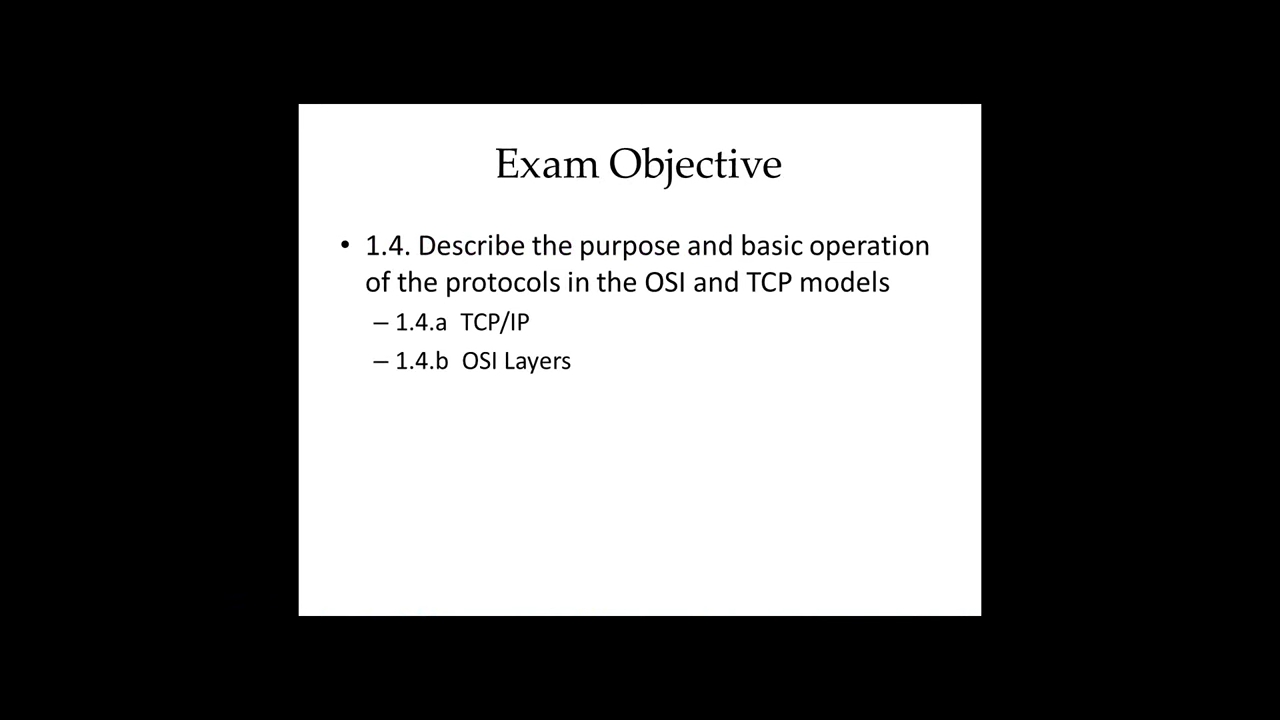 Exam Objective
• 1.4. Describe the purpose and basic operation
of the protocols in the OSI and TCP models
– 1.4.a TCP/IP
– 1.4.b OSI Layers